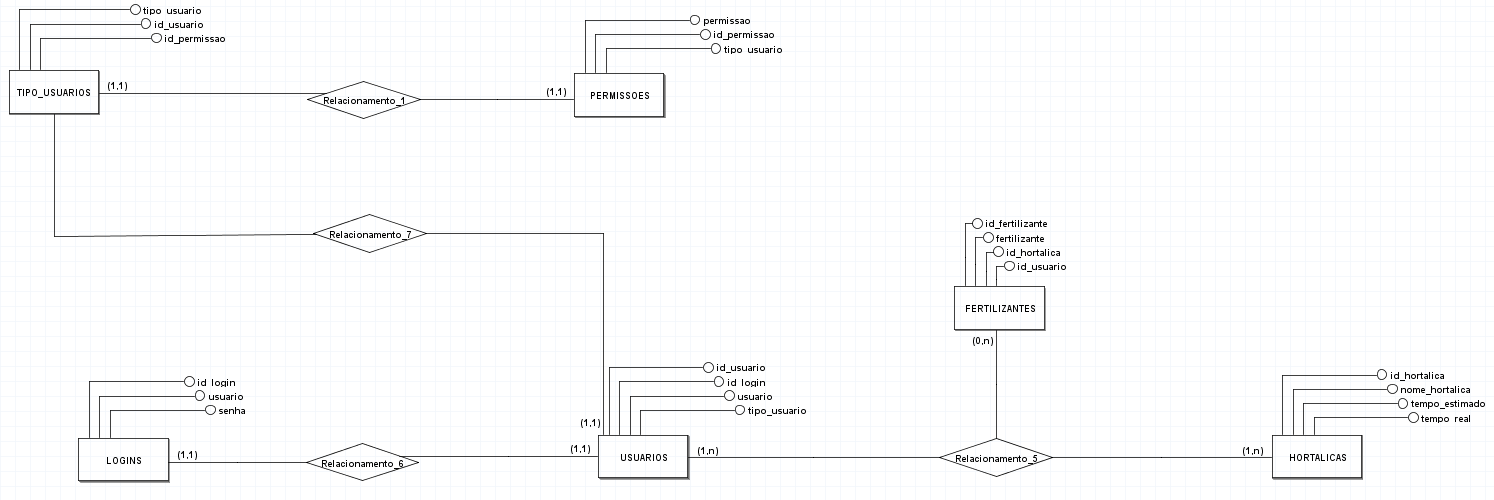 tipo_usuario
id_usuario
id_permissao
TIPO_USUARIOS
(1,1)
Relacionamento_1
(1,1)
permissao
id_permissao
tipo_usuario
PERMISSOES
Relacionamento_7
(1,1)
id_fertilizante
fertilizante
id_hortalica
id_usuario
FERTILIZANTES
(0,n)
id_login
usuario
senha
LOGINS
(1,1)
Relacionamento_6
(1,1)
id_usuario
id_login
usuario
tipo_usuario
USUARIOS
(1,n)
Relacionamento_5
(1,n)
id_hortalica
nome_hortalica
tempo_estimado
tempo_real
HORTALICAS